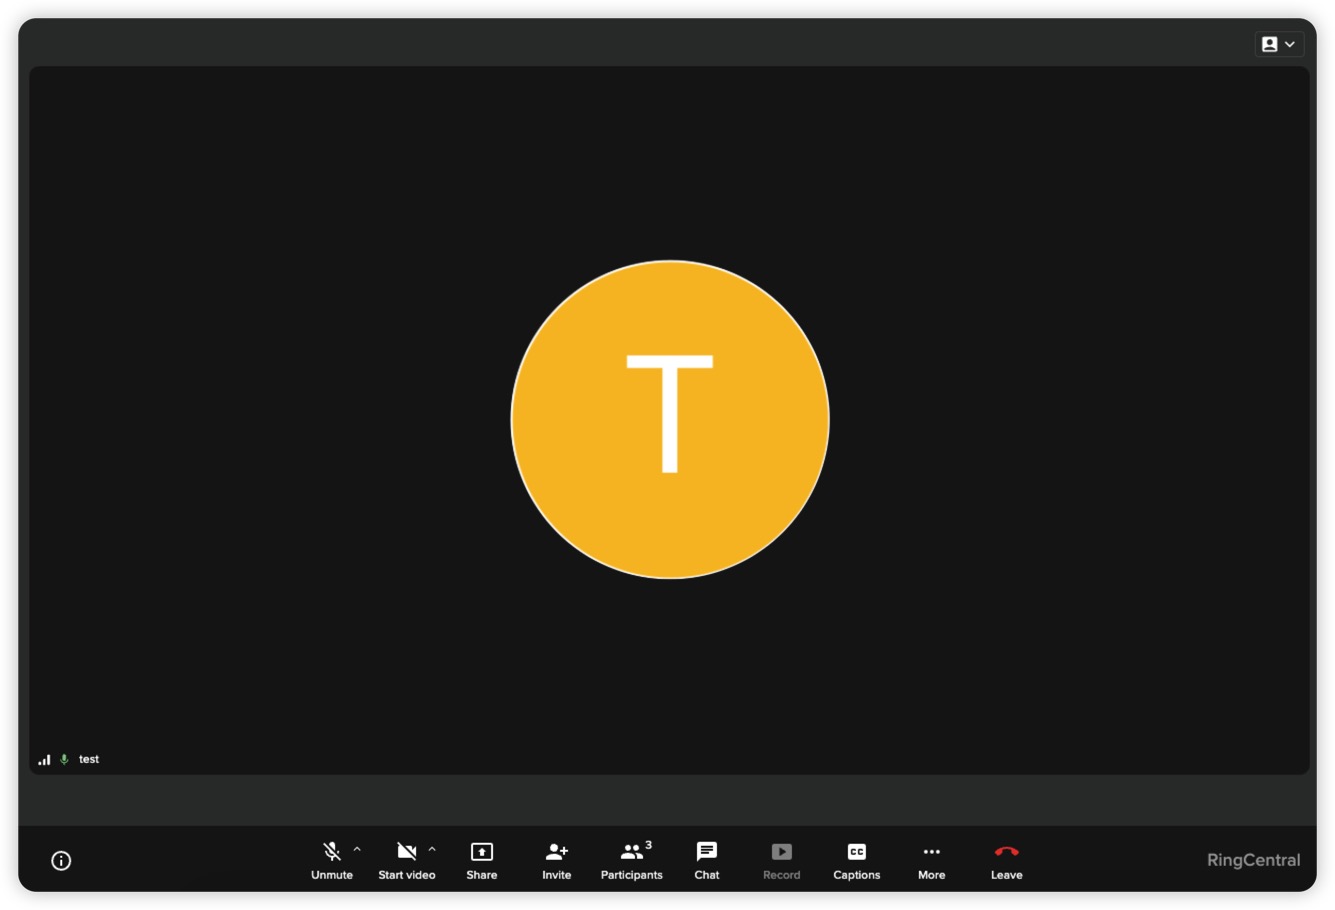 T
test
3
Unmute
Start video
Share
Invite
Participants
Chat
Record
CC
Captions
More
Leave
RingCentral